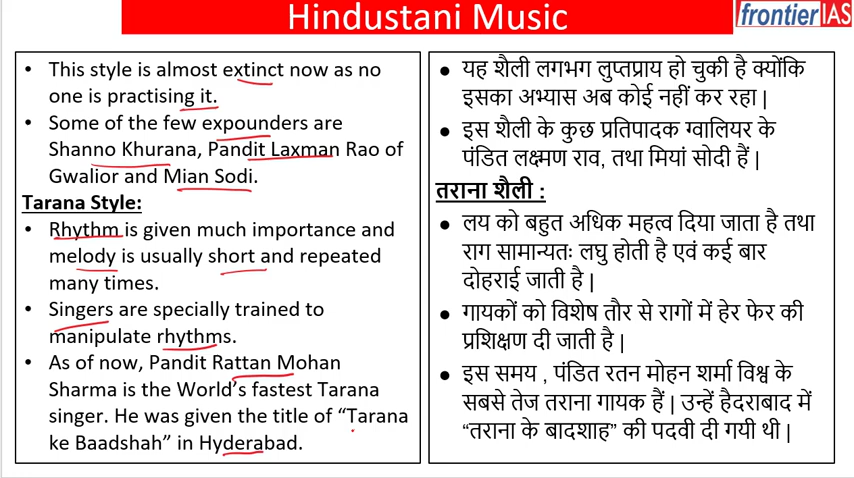 Hindustani Music
frontierIAS
• This style is almost extinct now as no
one is practising it.
• Some of the few expounders are
Shanno Khurana, Pandit Laxman Rao of
Gwalior and Mian Sodi.
Tarana Style:
• Rhythm is given much importance and
melody is usually short and repeated
many times.
• Singers are specially trained to
manipulate rhythms.
• As of now, Pandit Rattan Mohan
Sharma is the World's fastest Tarana
singer. He was given the title of “Tarana
ke Baadshah” in Hyderabad.
• यह शैली लगभग लुप्तप्राय हो चुकी है क्योंकि
इसका अभ्यास अब कोई नहीं कर रहा |
• इस शैली के कुछ प्रतिपादक ग्वालियर के
पंडित लक्ष्मण राव, तथा मियां सोदी हैं |
तराना शैली :
• लय को बहुत अधिक महत्व दिया जाता है तथा
राग सामान्यतः लघु होती है एवं कई बार
दोहराई जाती है |
• गायकों को विशेष तौर से रागों में हेर फेर की
प्रशिक्षण दी जाती है |
• इस समय , पंडित रतन मोहन शर्मा विश्व के
सबसे तेज तराना गायक हैं | उन्हें हैदराबाद में
“तराना के बादशाह” की पदवी दी गयी थी |